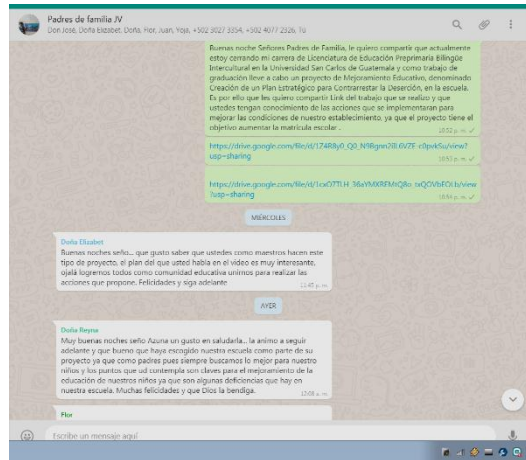 Padres de familia JV
Don Jose, Doña Elizabet, Doña, Flor, Juan, Yoja, +502 3027 3354, +502 4077 2326, Tú
Buenas noche Señores Padres de Familia, le quiero compartir que actualmente
estoy cerrando mi carrera de Licenciatura de Educación Preprimaria Bilingüe
Intercultural en la Universidad San Carlos de Guatemala y como trabajo de
graduación lleve a cabo un proyecto de Mejoramiento Educativo, denominado
Creación de un Plan Estratégico para Contrarrestar la Deserción, en la escuela.
Es por ello que les quiero compartir Link del trabajo que se realizo y que
ustedes tengan conocimiento de las acciones que se implementaran para
mejorar las condiciones de nuestro establecimiento, ya que el proyecto tiene el
objetivo aumentar la matricula escolar .
10:52 p. m.
usp=sharing
10:53 p. m.
?usp=sharing
10:54 p. m.
MIÉRCOLES
Doña Elizabet
Buenas noches seño... que gusto saber que ustedes como maestros hacen este
tipo de proyecto, el plan del que usted habla en el video es muy interesante,
ojalá logremos todos como comunidad educativa unirnos para realizar las
acciones que propone. Felicidades y siga adelante
11:45 p. m.
AYER
Doña Reyna
Muy buenas noches seño Azuna un gusto en saludarla... la animo a seguir
adelante y que bueno que haya escogido nuestra escuela como parte de su
proyecto ya que como padres pues siempre buscamos lo mejor para nuestro
niños y los puntos que ud contempla son claves para el mejoramiento de la
educación de nuestros niños ya que son algunas deficiencias que hay en
nuestra escuela. Muchas felicidades y que Dios la bendiga.
12:08 a. m.
Flor
Escribe un mensaje aquí